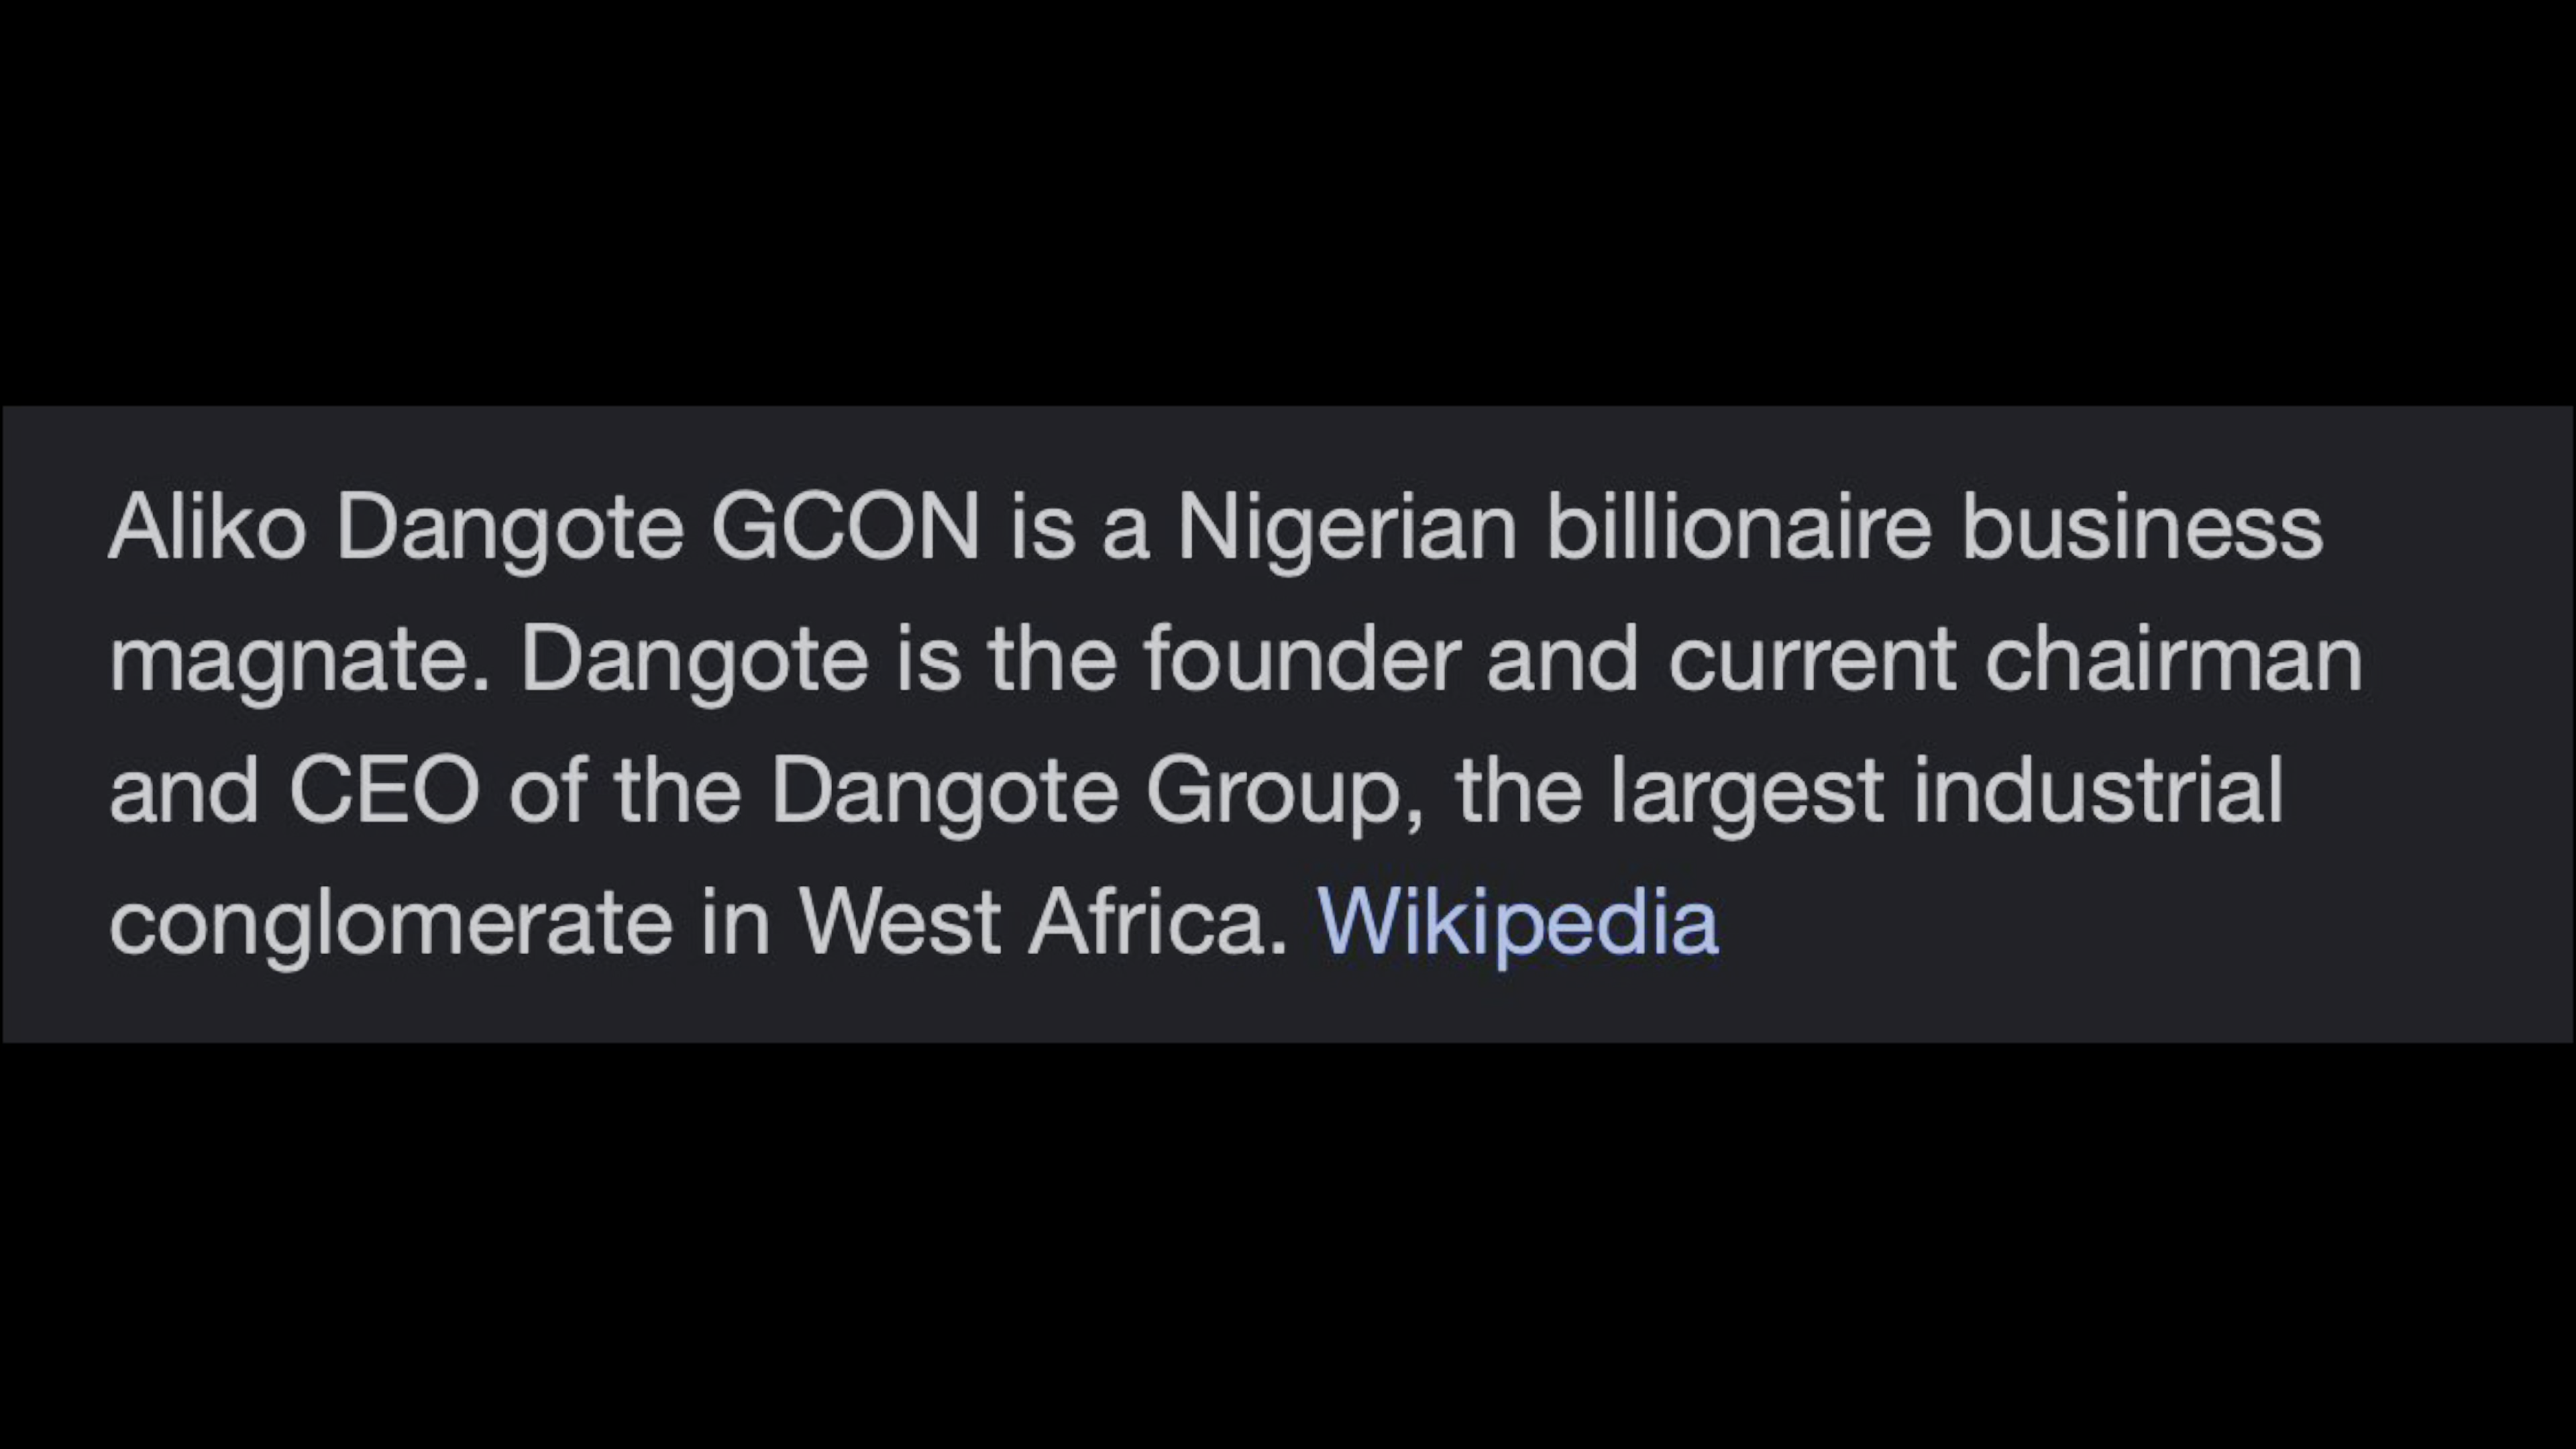 Aliko Dangote GCON is a Nigerian billionaire business
magnate. Dangote is the founder and current chairman
and CEO of the Dangote Group, the largest industrial
conglomerate in West Africa. Wikipedia